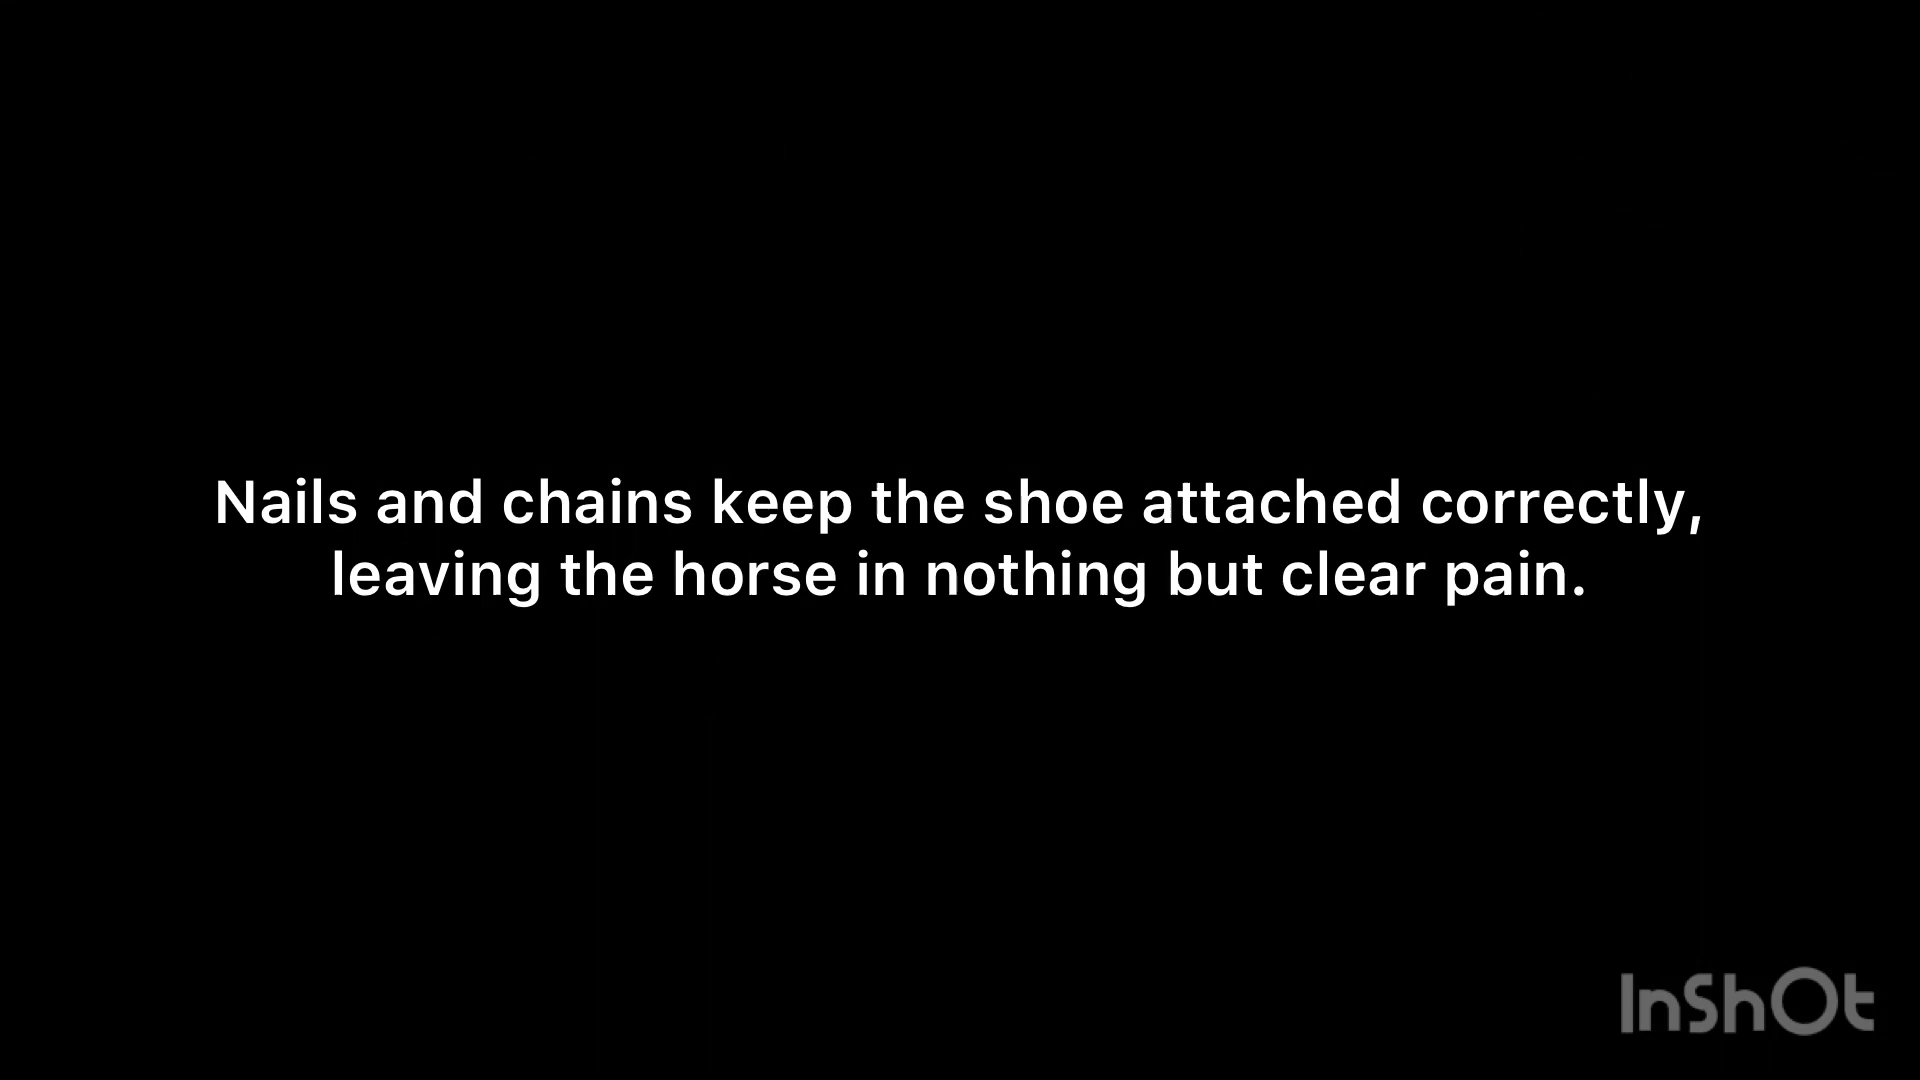 Nails and chains keep the shoe attached correctly,
leaving the horse in nothing but clear pain.
InShOt